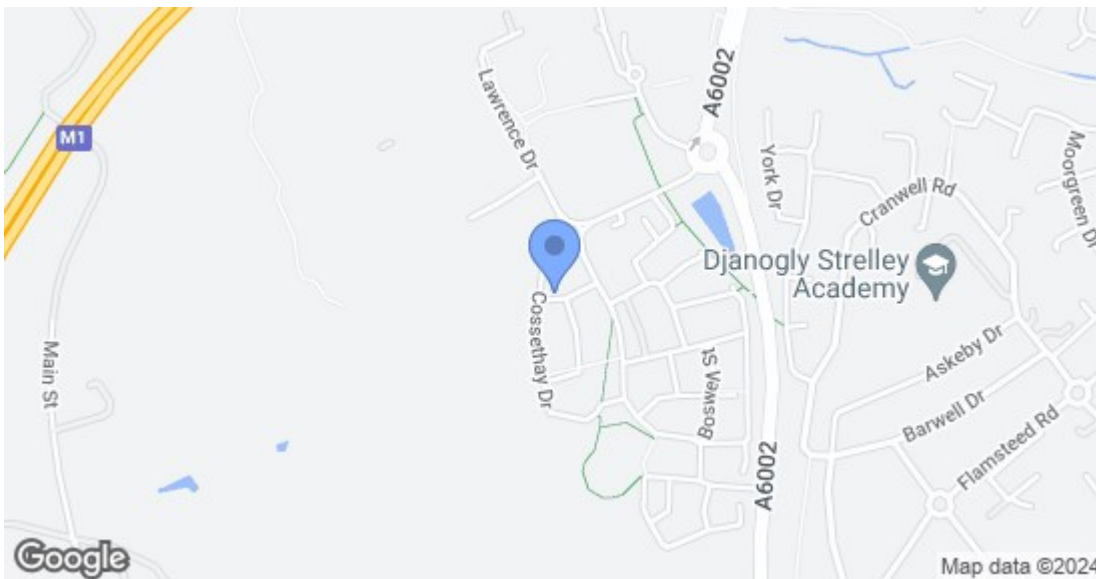 Lawrence Dr
A6002
M1
York Dr
Cranwell Rd
Moorgreen Dr
Djanogly Strelley
Academy
Cossethay Dr
Main St
Boswell St
Askeby Dr
Barwell Dr
Flamsteed Rd
A6002
Google
Map data ©2024